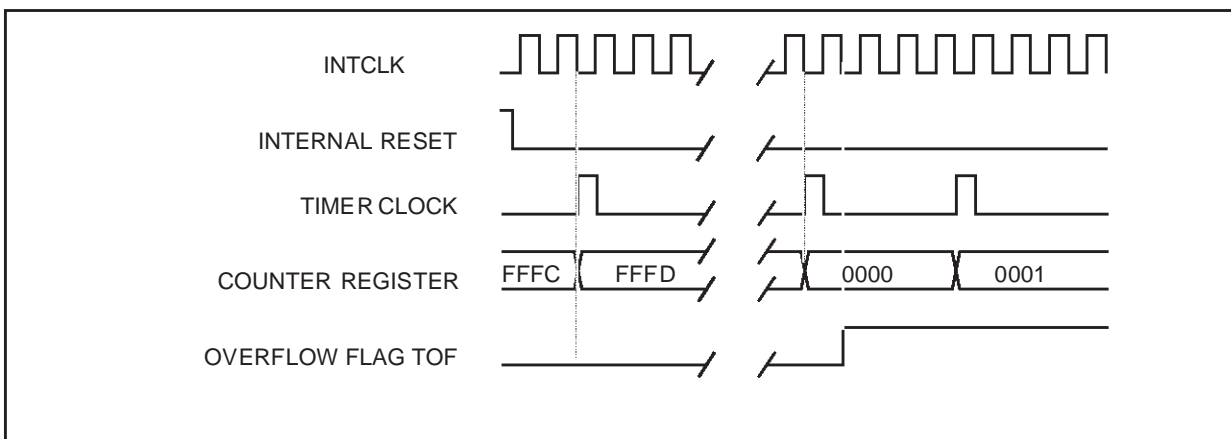 INTCLK
INTERNAL RESET
TIMER CLOCK
COUNTER REGISTER FFFC FFFD 0000 0001
OVERFLOW FLAG TOF